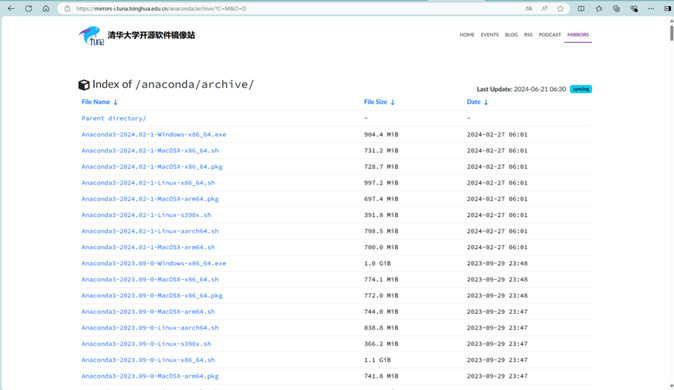 https://mirrors-i.tuna.tsinghua.edu.cn/anaconda/archive/?C=M&O=D
tuna 清华大学开源软件镜像站 HOME EVENTS BLOG RSS PODCAST MIRRORS
Index of /anaconda/archive/
Last Update: 2024-06-21 06:30 syncing
File Name ↓ File Size ↓ Date ↓
Parent directory/ - -
Anaconda3-2024.02-1-Windows-x86_64.exe 904.4 MiB 2024-02-27 06:01
Anaconda3-2024.02-1-MacOSX-x86_64.sh 731.2 MiB 2024-02-27 06:01
Anaconda3-2024.02-1-MacOSX-x86_64.pkg 728.7 MiB 2024-02-27 06:01
Anaconda3-2024.02-1-Linux-x86_64.sh 997.2 MiB 2024-02-27 06:01
Anaconda3-2024.02-1-MacOSX-arm64.pkg 697.4 MiB 2024-02-27 06:01
Anaconda3-2024.02-1-Linux-s390x.sh 391.8 MiB 2024-02-27 06:01
Anaconda3-2024.02-1-Linux-aarch64.sh 798.5 MiB 2024-02-27 06:01
Anaconda3-2024.02-1-MacOSX-arm64.sh 700.0 MiB 2024-02-27 06:01
Anaconda3-2023.09-0-Windows-x86_64.exe 1.0 GiB 2023-09-29 23:48
Anaconda3-2023.09-0-MacOSX-x86_64.sh 774.1 MiB 2023-09-29 23:48
Anaconda3-2023.09-0-MacOSX-x86_64.pkg 772.0 MiB 2023-09-29 23:48
Anaconda3-2023.09-0-MacOSX-arm64.sh 744.0 MiB 2023-09-29 23:47
Anaconda3-2023.09-0-Linux-aarch64.sh 838.8 MiB 2023-09-29 23:47
Anaconda3-2023.09-0-Linux-s390x.sh 366.2 MiB 2023-09-29 23:47
Anaconda3-2023.09-0-Linux-x86_64.sh 1.1 GiB 2023-09-29 23:47
Anaconda3-2023.09-0-MacOSX-arm64.pkg 741.8 MiB 2023-09-29 23:47